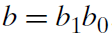 b = b₁b₀